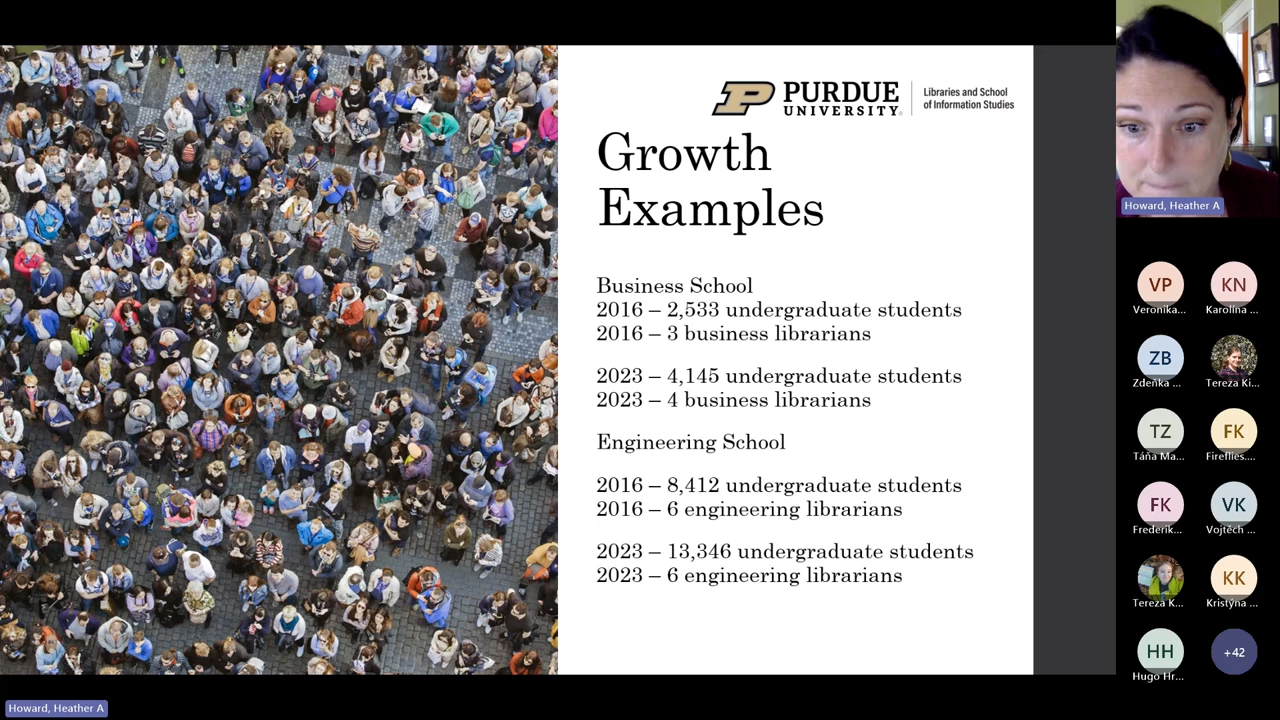 PURDUE
UNIVERSITY
Libraries and School
of Information Studies
Growth
Examples
Business School
2016 – 2,533 undergraduate students
2016 – 3 business librarians
2023 – 4,145 undergraduate students
2023 – 4 business librarians
Engineering School
2016 – 8,412 undergraduate students
2016 – 6 engineering librarians
2023 – 13,346 undergraduate students
2023 – 6 engineering librarians
Howard, Heather A
VP
Veronika...
KN
Karolína ...
ZB
Zdeňka ...
Tereza Ki...
TZ
Táňa Ma...
FK
Fireflies....
FK
Frederik...
VK
Vojtěch ...
Tereza K...
KK
Kristýna ...
HH
Hugo Hr...
+42
Howard, Heather A